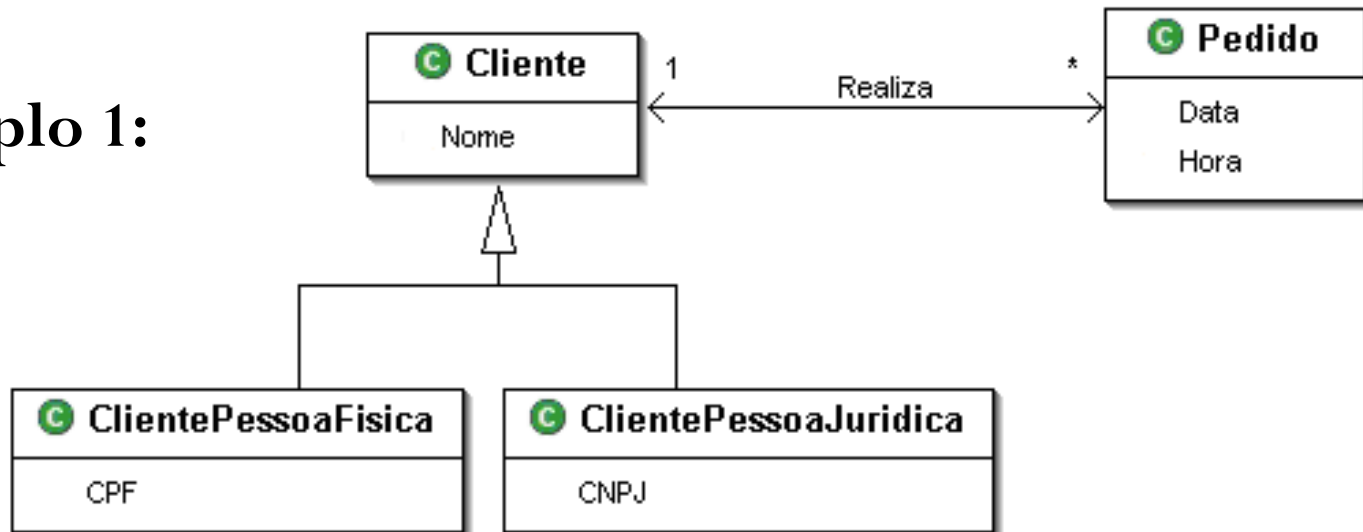 plo 1:
C Cliente
Nome
1
Realiza
*
C Pedido
Data
Hora
C ClientePessoaFisica
CPF
C ClientePessoaJuridica
CNPJ